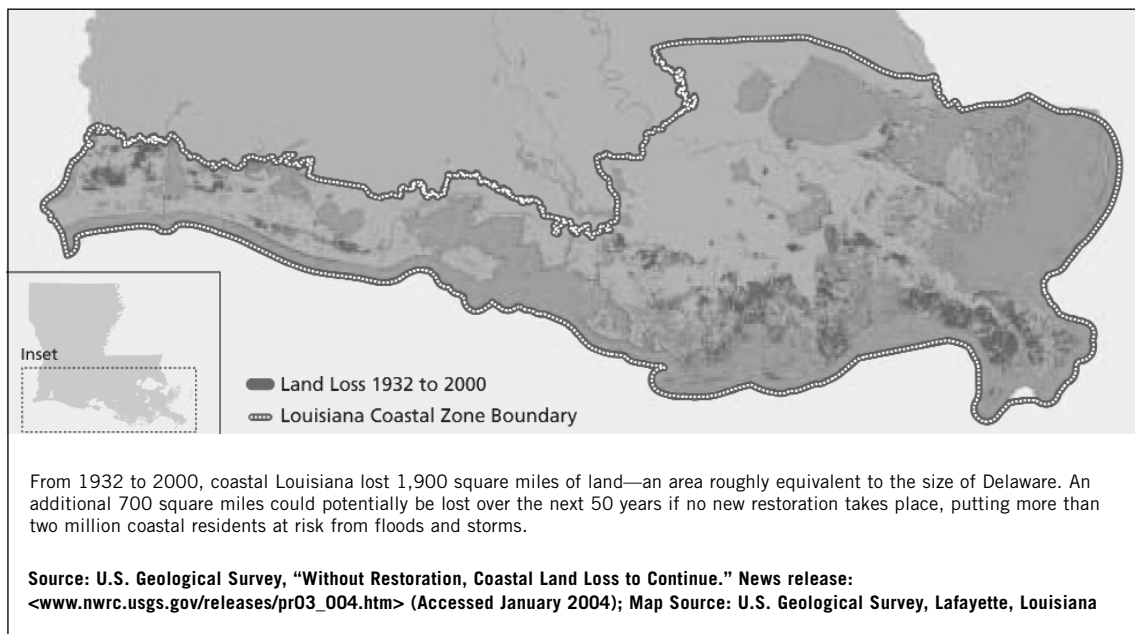 Inset
Land Loss 1932 to 2000
Louisiana Coastal Zone Boundary
From 1932 to 2000, coastal Louisiana lost 1,900 square miles of land—an area roughly equivalent to the size of Delaware. An
additional 700 square miles could potentially be lost over the next 50 years if no new restoration takes place, putting more than
two million coastal residents at risk from floods and storms.
Source: U.S. Geological Survey, “Without Restoration, Coastal Land Loss to Continue.” News release:
<www.nwrc.usgs.gov/releases/pr03_004.htm> (Accessed January 2004); Map Source: U.S. Geological Survey, Lafayette, Louisiana